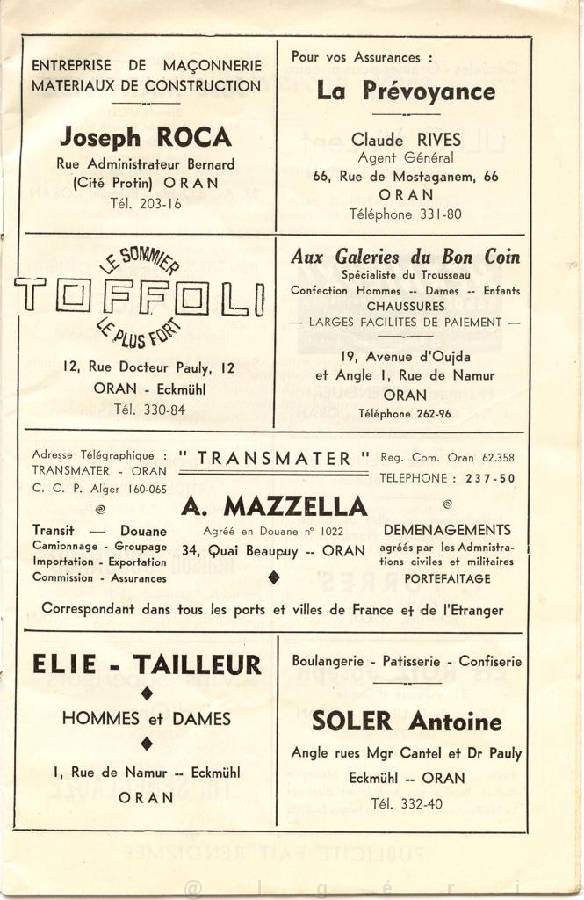 ENTREPRISE DE MAÇONNERIE
MATERIAUX DE CONSTRUCTION
Joseph ROCA
Rue Administrateur Bernard
(Cité Protin) ORAN
Tél. 203-16
Pour vos Assurances :
La Prévoyance
Claude RIVES
Agent Général
66, Rue de Mostaganem, 66
ORAN
Téléphone 331-80
LE SOMMIER
TOFFOLI
LE PLUS FORT
12, Rue Docteur Pauly, 12
ORAN - Eckmühl
Tél. 330-84
Aux Galeries du Bon Coin
Spécialiste du Trousseau
Confection Hommes -- Dames -- Enfants
CHAUSSURES
— LARGES FACILITES DE PAIEMENT —
19, Avenue d'Oujda
et Angle 1, Rue de Namur
ORAN
Téléphone 262-96
Adresse Télégraphique :
TRANSMATER - ORAN
C. C. P. Alger 160-065
" TRANSMATER "
Reg. Com. Oran 62.358
TELEPHONE : 237-50
A. MAZZELLA
Agréé en Douane n° 1022
34, Quai Beaupuy -- ORAN
@
Transit — Douane
Camionnage - Groupage
Importation - Exportation
Commission - Assurances
@
DEMENAGEMENTS
agréés par les Admnistra-
tions civiles et militaires
PORTEFAITAGE
Correspondant dans tous les ports et villes de France et de l'Etranger
ELIE - TAILLEUR
HOMMES et DAMES
1, Rue de Namur -- Eckmühl
ORAN
Boulangerie - Patisserie - Confiserie
SOLER Antoine
Angle rues Mgr Cantel et Dr Pauly
Eckmühl -- ORAN
Tél. 332-40
@ l g é r i